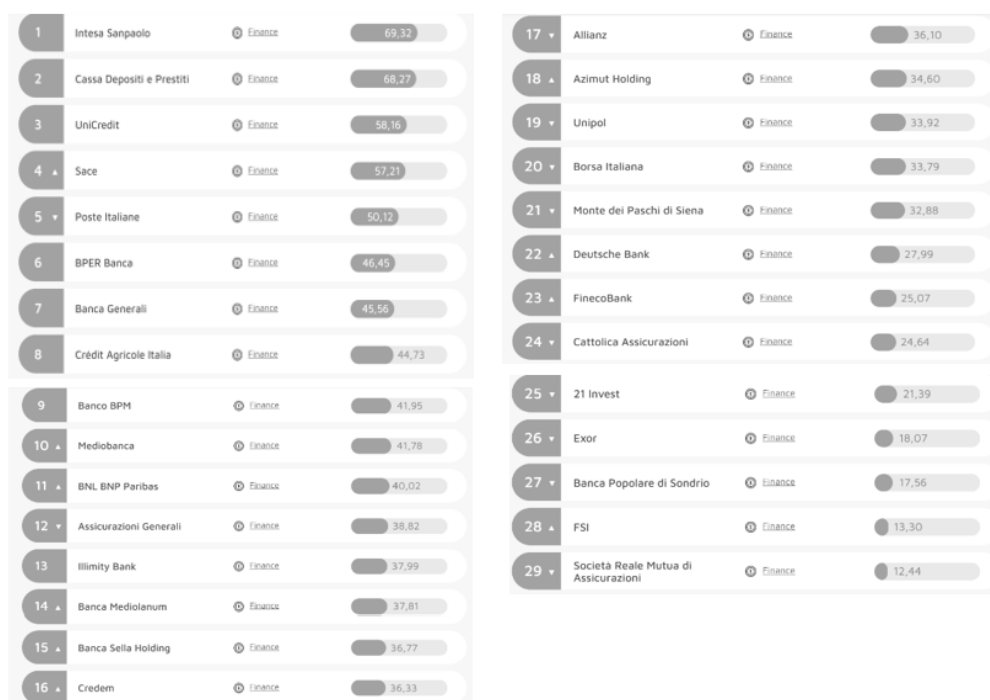 1 Intesa Sanpaolo Finance 69,32
2 Cassa Depositi e Prestiti Finance 68,27
3 UniCredit Finance 58,16
4 ▲ Sace Finance 57,21
5 ▼ Poste Italiane Finance 50,12
6 BPER Banca Finance 46,45
7 Banca Generali Finance 45,56
8 Crédit Agricole Italia Finance 44,73
9 Banco BPM Finance 41,95
10 ▲ Mediobanca Finance 41,78
11 ▲ BNL BNP Paribas Finance 40,02
12 ▼ Assicurazioni Generali Finance 38,82
13 Illimity Bank Finance 37,99
14 ▲ Banca Mediolanum Finance 37,81
15 ▲ Banca Sella Holding Finance 36,77
16 ▲ Credem Finance 36,33
17 ▼ Allianz Finance 36,10
18 ▲ Azimut Holding Finance 34,60
19 ▼ Unipol Finance 33,92
20 ▼ Borsa Italiana Finance 33,79
21 ▼ Monte dei Paschi di Siena Finance 32,88
22 ▲ Deutsche Bank Finance 27,99
23 ▲ FinecoBank Finance 25,07
24 ▼ Cattolica Assicurazioni Finance 24,64
25 ▼ 21 Invest Finance 21,39
26 ▼ Exor Finance 18,07
27 ▼ Banca Popolare di Sondrio Finance 17,56
28 ▲ FSI Finance 13,30
29 ▼ Società Reale Mutua di
Assicurazioni Finance 12,44